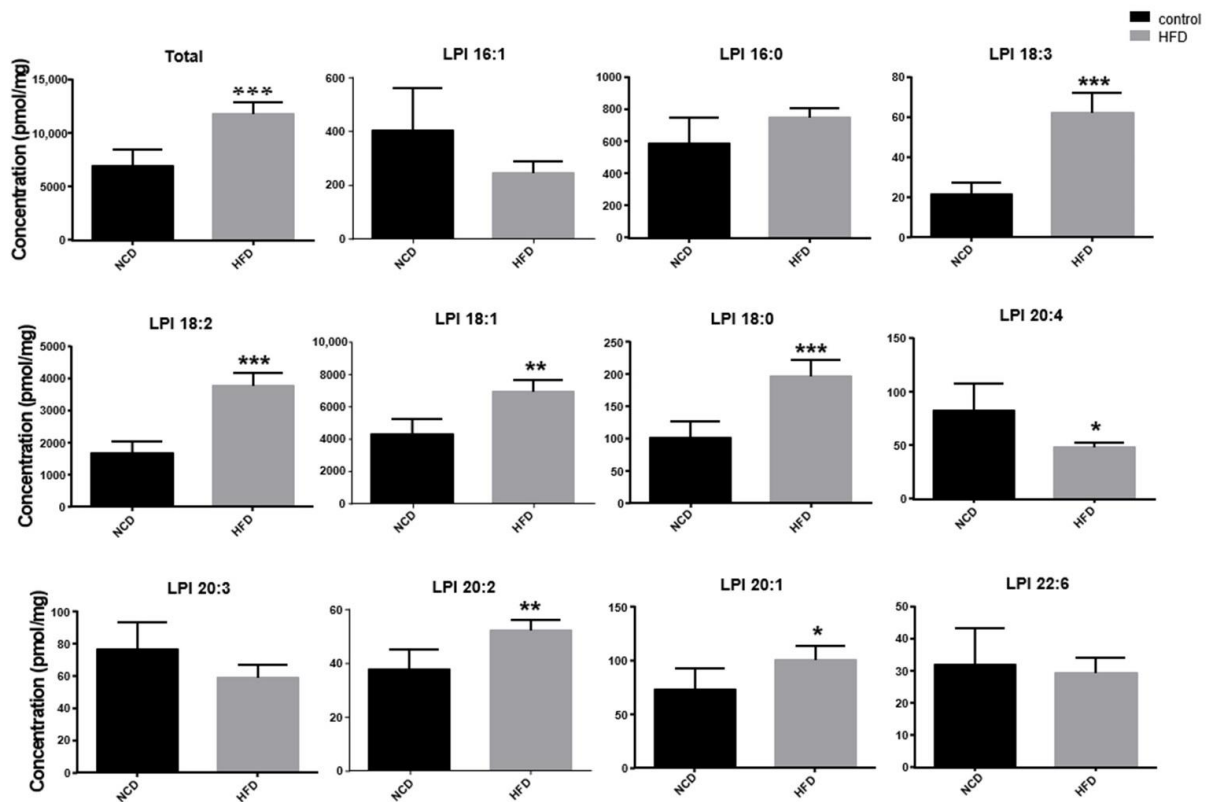 control
HFD
Total
LPI 16:1
LPI 16:0
LPI 18:3
Concentration (pmol/mg)
15,000
10,000
5000
0
***
NCD
HFD
600
400
200
0
NCD
HFD
1000
800
600
400
200
0
NCD
HFD
80
60
40
20
0
***
NCD
HFD
LPI 18:2
LPI 18:1
LPI 18:0
LPI 20:4
Concentration (pmol/mg)
5000
4000
3000
2000
1000
0
***
NCD
HFD
10,000
8000
6000
4000
2000
0
**
NCD
HFD
250
200
150
100
50
0
***
NCD
HFD
150
100
50
0
*
NCD
HFD
LPI 20:3
LPI 20:2
LPI 20:1
LPI 22:6
Concentration (pmol/mg)
100
80
60
40
20
0
NCD
HFD
60
40
20
0
**
NCD
HFD
150
100
50
0
*
NCD
HFD
50
40
30
20
10
0
NCD
HFD